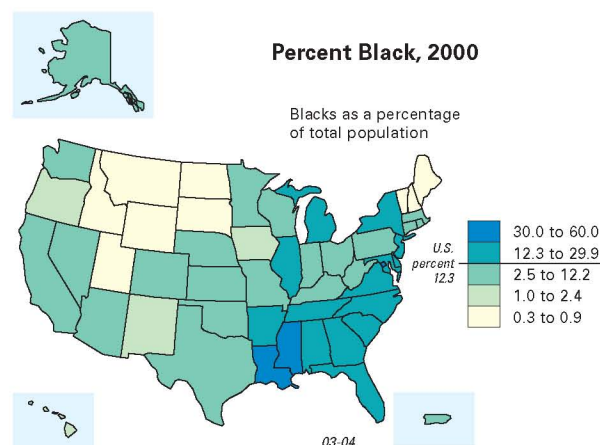 Percent Black, 2000
Blacks as a percentage
of total population
U.S.
percent
12.3
30.0 to 60.0
12.3 to 29.9
2.5 to 12.2
1.0 to 2.4
0.3 to 0.9
03-04